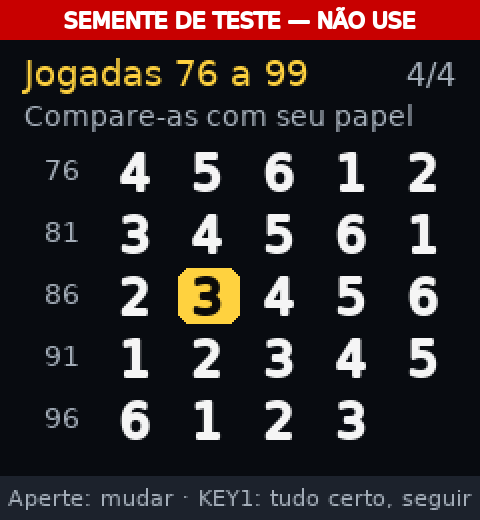 SEMENTE DE TESTE — NÃO USE
Jogadas 76 a 99 4/4
Compare-as com seu papel
76 4 5 6 1 2
81 3 4 5 6 1
86 2 3 4 5 6
91 1 2 3 4 5
96 6 1 2 3
Aperte: mudar · KEY1: tudo certo, seguir